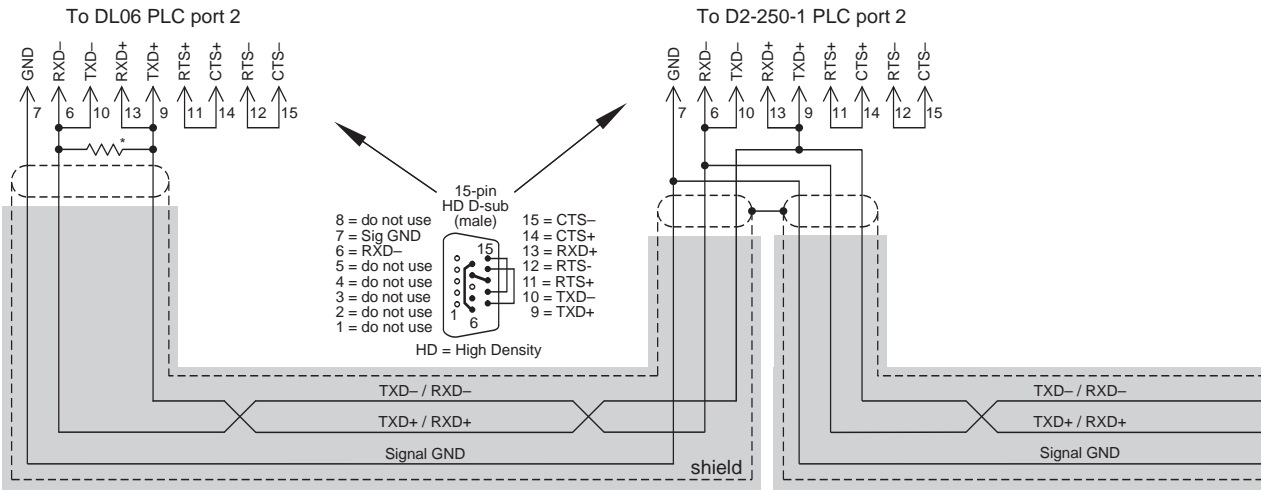 To DL06 PLC port 2
GND RXD– TXD– RXD+ TXD+ RTS+ CTS+ RTS– CTS–
7 6 10 13 9 11 14 12 15
*
To D2-250-1 PLC port 2
GND RXD– TXD– RXD+ TXD+ RTS+ CTS+ RTS– CTS–
7 6 10 13 9 11 14 12 15
15-pin
HD D-sub
(male)
8 = do not use
7 = Sig GND
6 = RXD–
5 = do not use
4 = do not use
3 = do not use
2 = do not use
1 = do not use
15
1
6
15 = CTS–
14 = CTS+
13 = RXD+
12 = RTS-
11 = RTS+
10 = TXD–
9 = TXD+
HD = High Density
TXD– / RXD–
TXD+ / RXD+
Signal GND
shield
TXD– / RXD–
TXD+ / RXD+
Signal GND